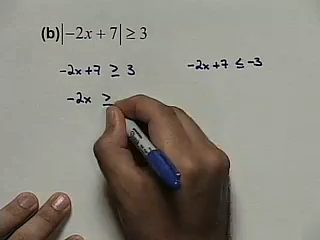 (b) |−2x + 7| ≥ 3
-2x+7 ≥ 3 -2x+7 ≤ -3
-2x ≥